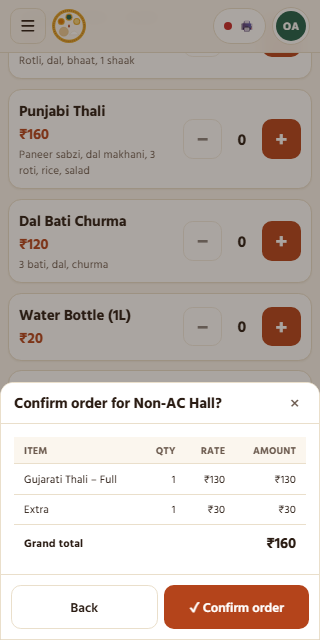 OA
Rotli, dal, bhaat, 1 shaak
Punjabi Thali
₹160
Paneer sabzi, dal makhani, 3
roti, rice, salad
− 0 +
Dal Bati Churma
₹120
3 bati, dal, churma
− 0 +
Water Bottle (1L)
₹20
− 0 +
Confirm order for Non-AC Hall? ×
ITEM QTY RATE AMOUNT
Gujarati Thali – Full 1 ₹130 ₹130
Extra 1 ₹30 ₹30
Grand total ₹160
Back ✓ Confirm order